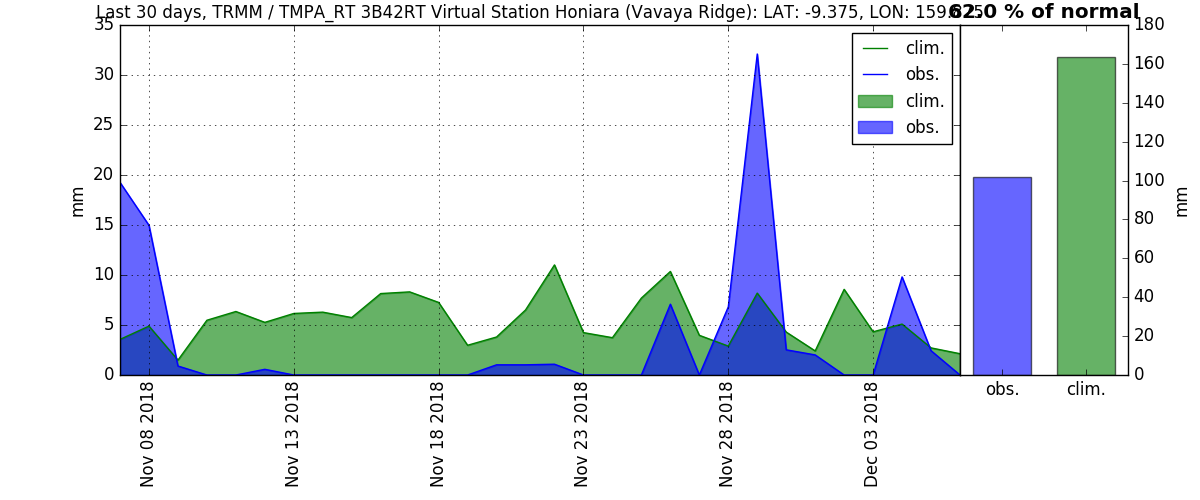 Last 30 days, TRMM / TMPA_RT 3B42RT Virtual Station Honiara (Vavaya Ridge): LAT: -9.375, LON:
62.0 % of normal
35
30
25
20
15
10
5
0
mm
clim.
obs.
clim.
obs.
180
160
140
120
100
80
60
40
20
0
mm
obs.
clim.
Nov 08 2018
Nov 13 2018
Nov 18 2018
Nov 23 2018
Nov 28 2018
Dec 03 2018